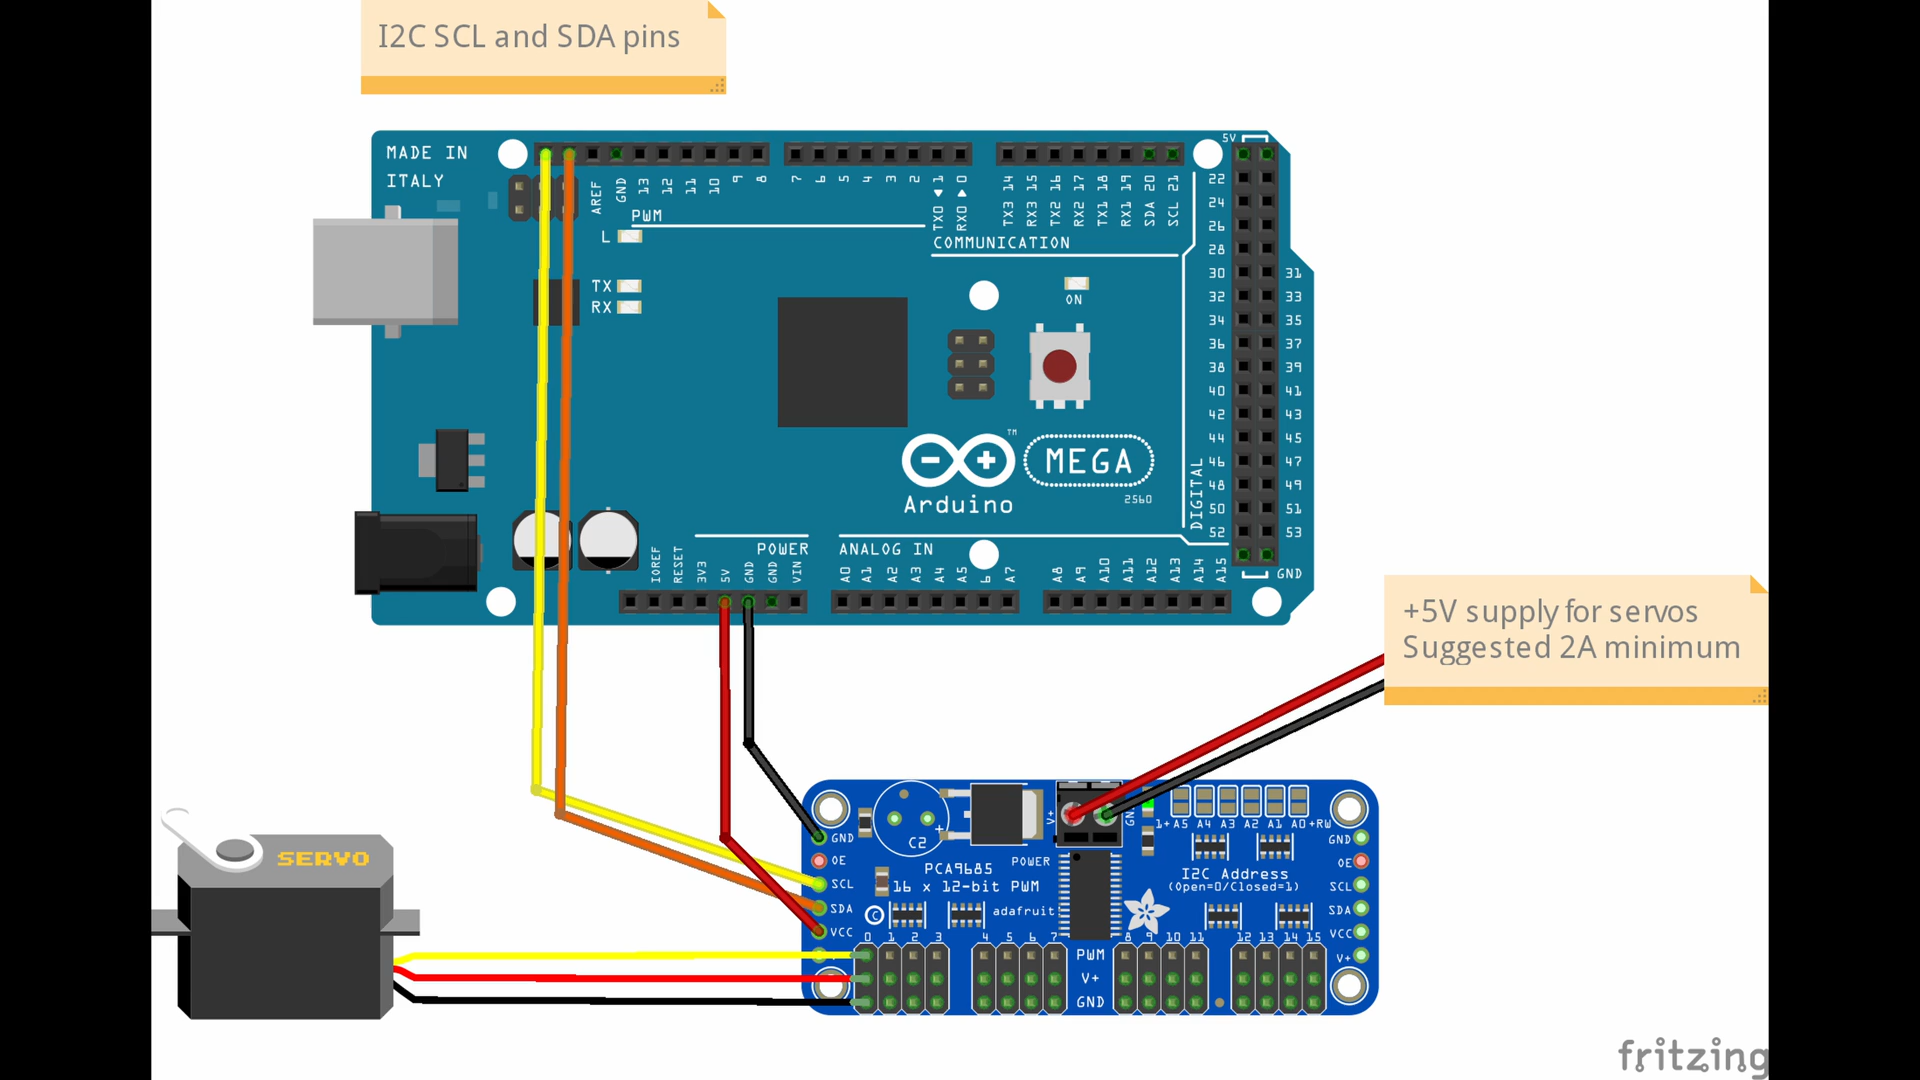 I2C SCL and SDA pins
MADE IN
ITALY
AREF
GND
13
12
11
10
9
8
7
6
5
4
3
2
TX0 ▸ 1
RX0 ◂ 0
TX3 14
RX3 15
TX2 16
RX2 17
TX1 18
RX1 19
SDA 20
SCL 21
5V
PWM
L
COMMUNICATION
TX
RX
ON
22
24
26
28
30 31
32 33
34 35
36 37
38 39
40 41
42 43
44 45
46 47
48 49
50 51
52 53
GND
DIGITAL
Arduino
™
MEGA
2560
POWER
ANALOG IN
IOREF
RESET
3V3
5V
GND
GND
VIN
A0
A1
A2
A3
A4
A5
6
A7
A8
A9
A10
A11
A12
A13
A14
A15
+5V supply for servos
Suggested 2A minimum
SERVO
GND
OE
SCL
SDA
VCC
C2
+
V+
POWER
PCA9685
16 x 12-bit PWM
©
adafruit
A5 A4 A3 A2 A1 A0 +RW
I2C Address
(Open=0/Closed=1)
GND
OE
SCL
SDA
VCC
V+
0 1 2 3 4 5 6 7 8 9 10 11 12 13 14 15
PWM
V+
GND
fritzing